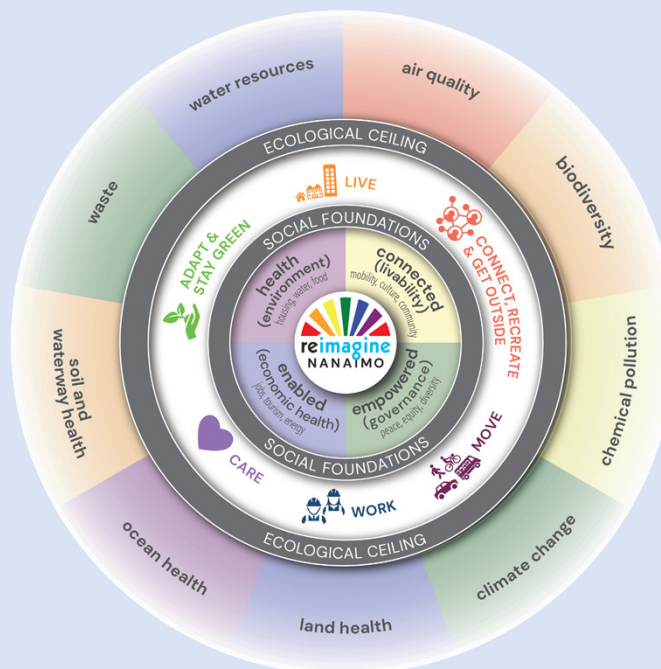 water resources
air quality
biodiversity
chemical pollution
climate change
land health
ocean health
soil and
waterway health
waste
ECOLOGICAL CEILING
LIVE
CONNECT, RECREATE
& GET OUTSIDE
MOVE
WORK
CARE
ADAPT &
STAY GREEN
SOCIAL FOUNDATIONS
health
(environment)
housing, water, food
connected
(livability)
mobility, culture, community
reimagine
NANAIMO
enabled
(economic health)
jobs, tourism, energy
empowered
(governance)
peace, equity, diversity
SOCIAL FOUNDATIONS
ECOLOGICAL CEILING